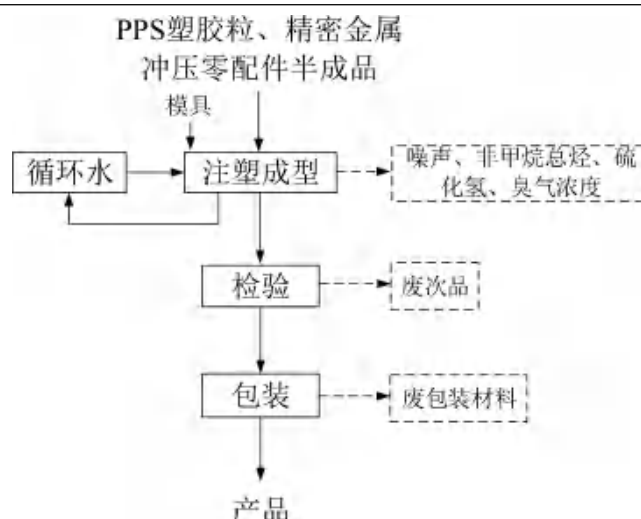 PPS塑胶粒、精密金属
冲压零配件半成品
模具
循环水
注塑成型
噪声、非甲烷总烃、硫
化氢、臭气浓度
检验
废次品
包装
废包装材料
产品